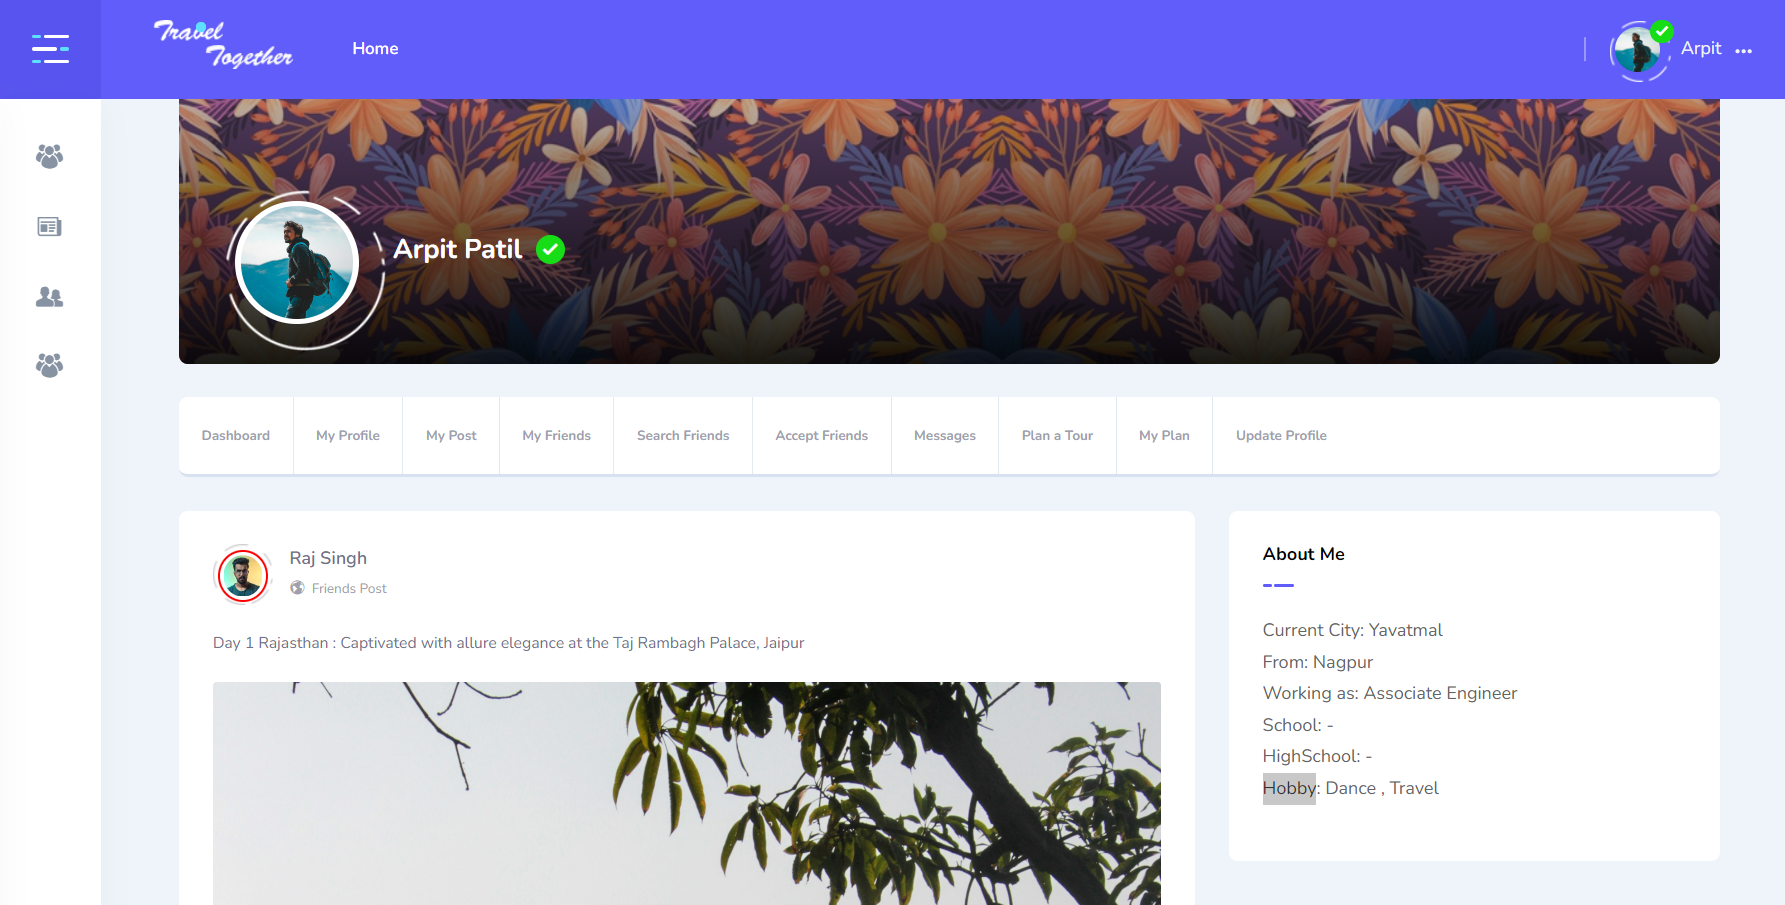 Travel
Together
Home
Arpit
Arpit Patil
Dashboard
My Profile
My Post
My Friends
Search Friends
Accept Friends
Messages
Plan a Tour
My Plan
Update Profile
Raj Singh
Friends Post
Day 1 Rajasthan : Captivated with allure elegance at the Taj Rambagh Palace, Jaipur
About Me
Current City: Yavatmal
From: Nagpur
Working as: Associate Engineer
School: -
HighSchool: -
Hobby: Dance , Travel